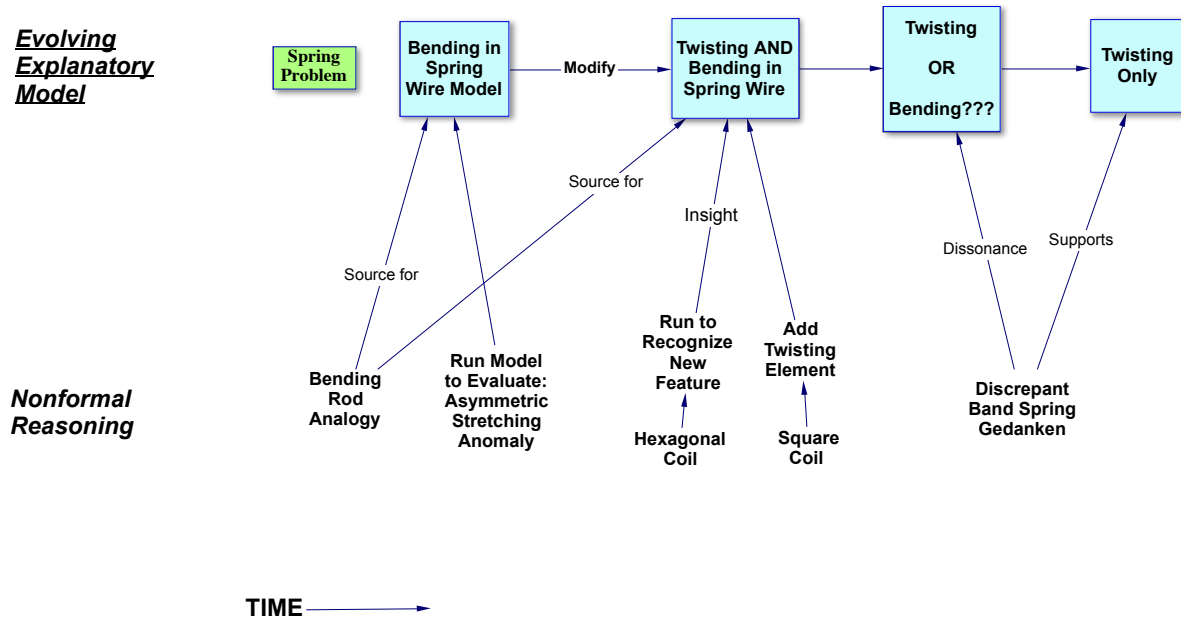 Evolving
Explanatory
Model
Spring
Problem
Bending in
Spring
Wire Model
Modify
Twisting AND
Bending in
Spring Wire
Twisting
OR
Bending???
Twisting
Only
Source for
Insight
Dissonance
Supports
Source for
Nonformal
Reasoning
Bending
Rod
Analogy
Run Model
to Evaluate:
Asymmetric
Stretching
Anomaly
Run to
Recognize
New
Feature
Hexagonal
Coil
Add
Twisting
Element
Square
Coil
Discrepant
Band Spring
Gedanken
TIME